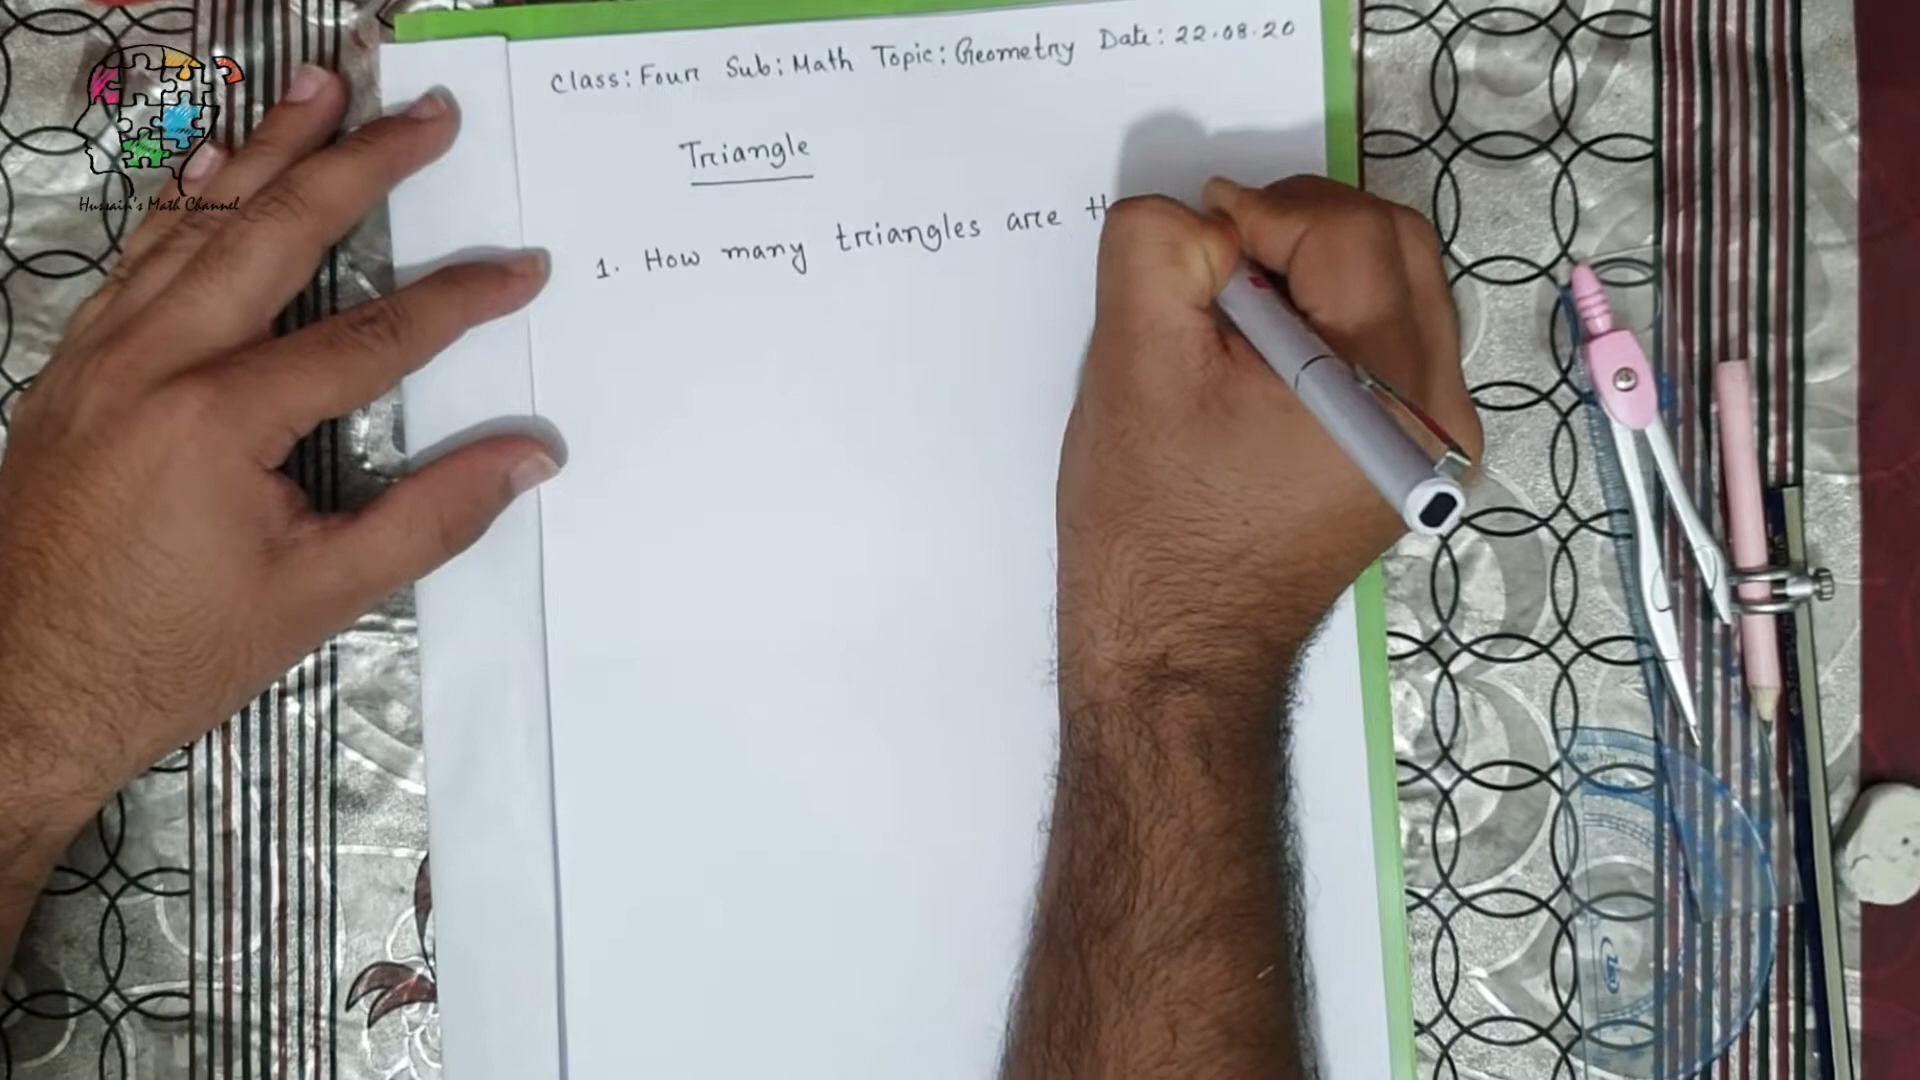 Hussain's Math Channel
Class: Four Sub: Math Topic: Geometry Date: 22.08.20
Triangle
1. How many triangles are